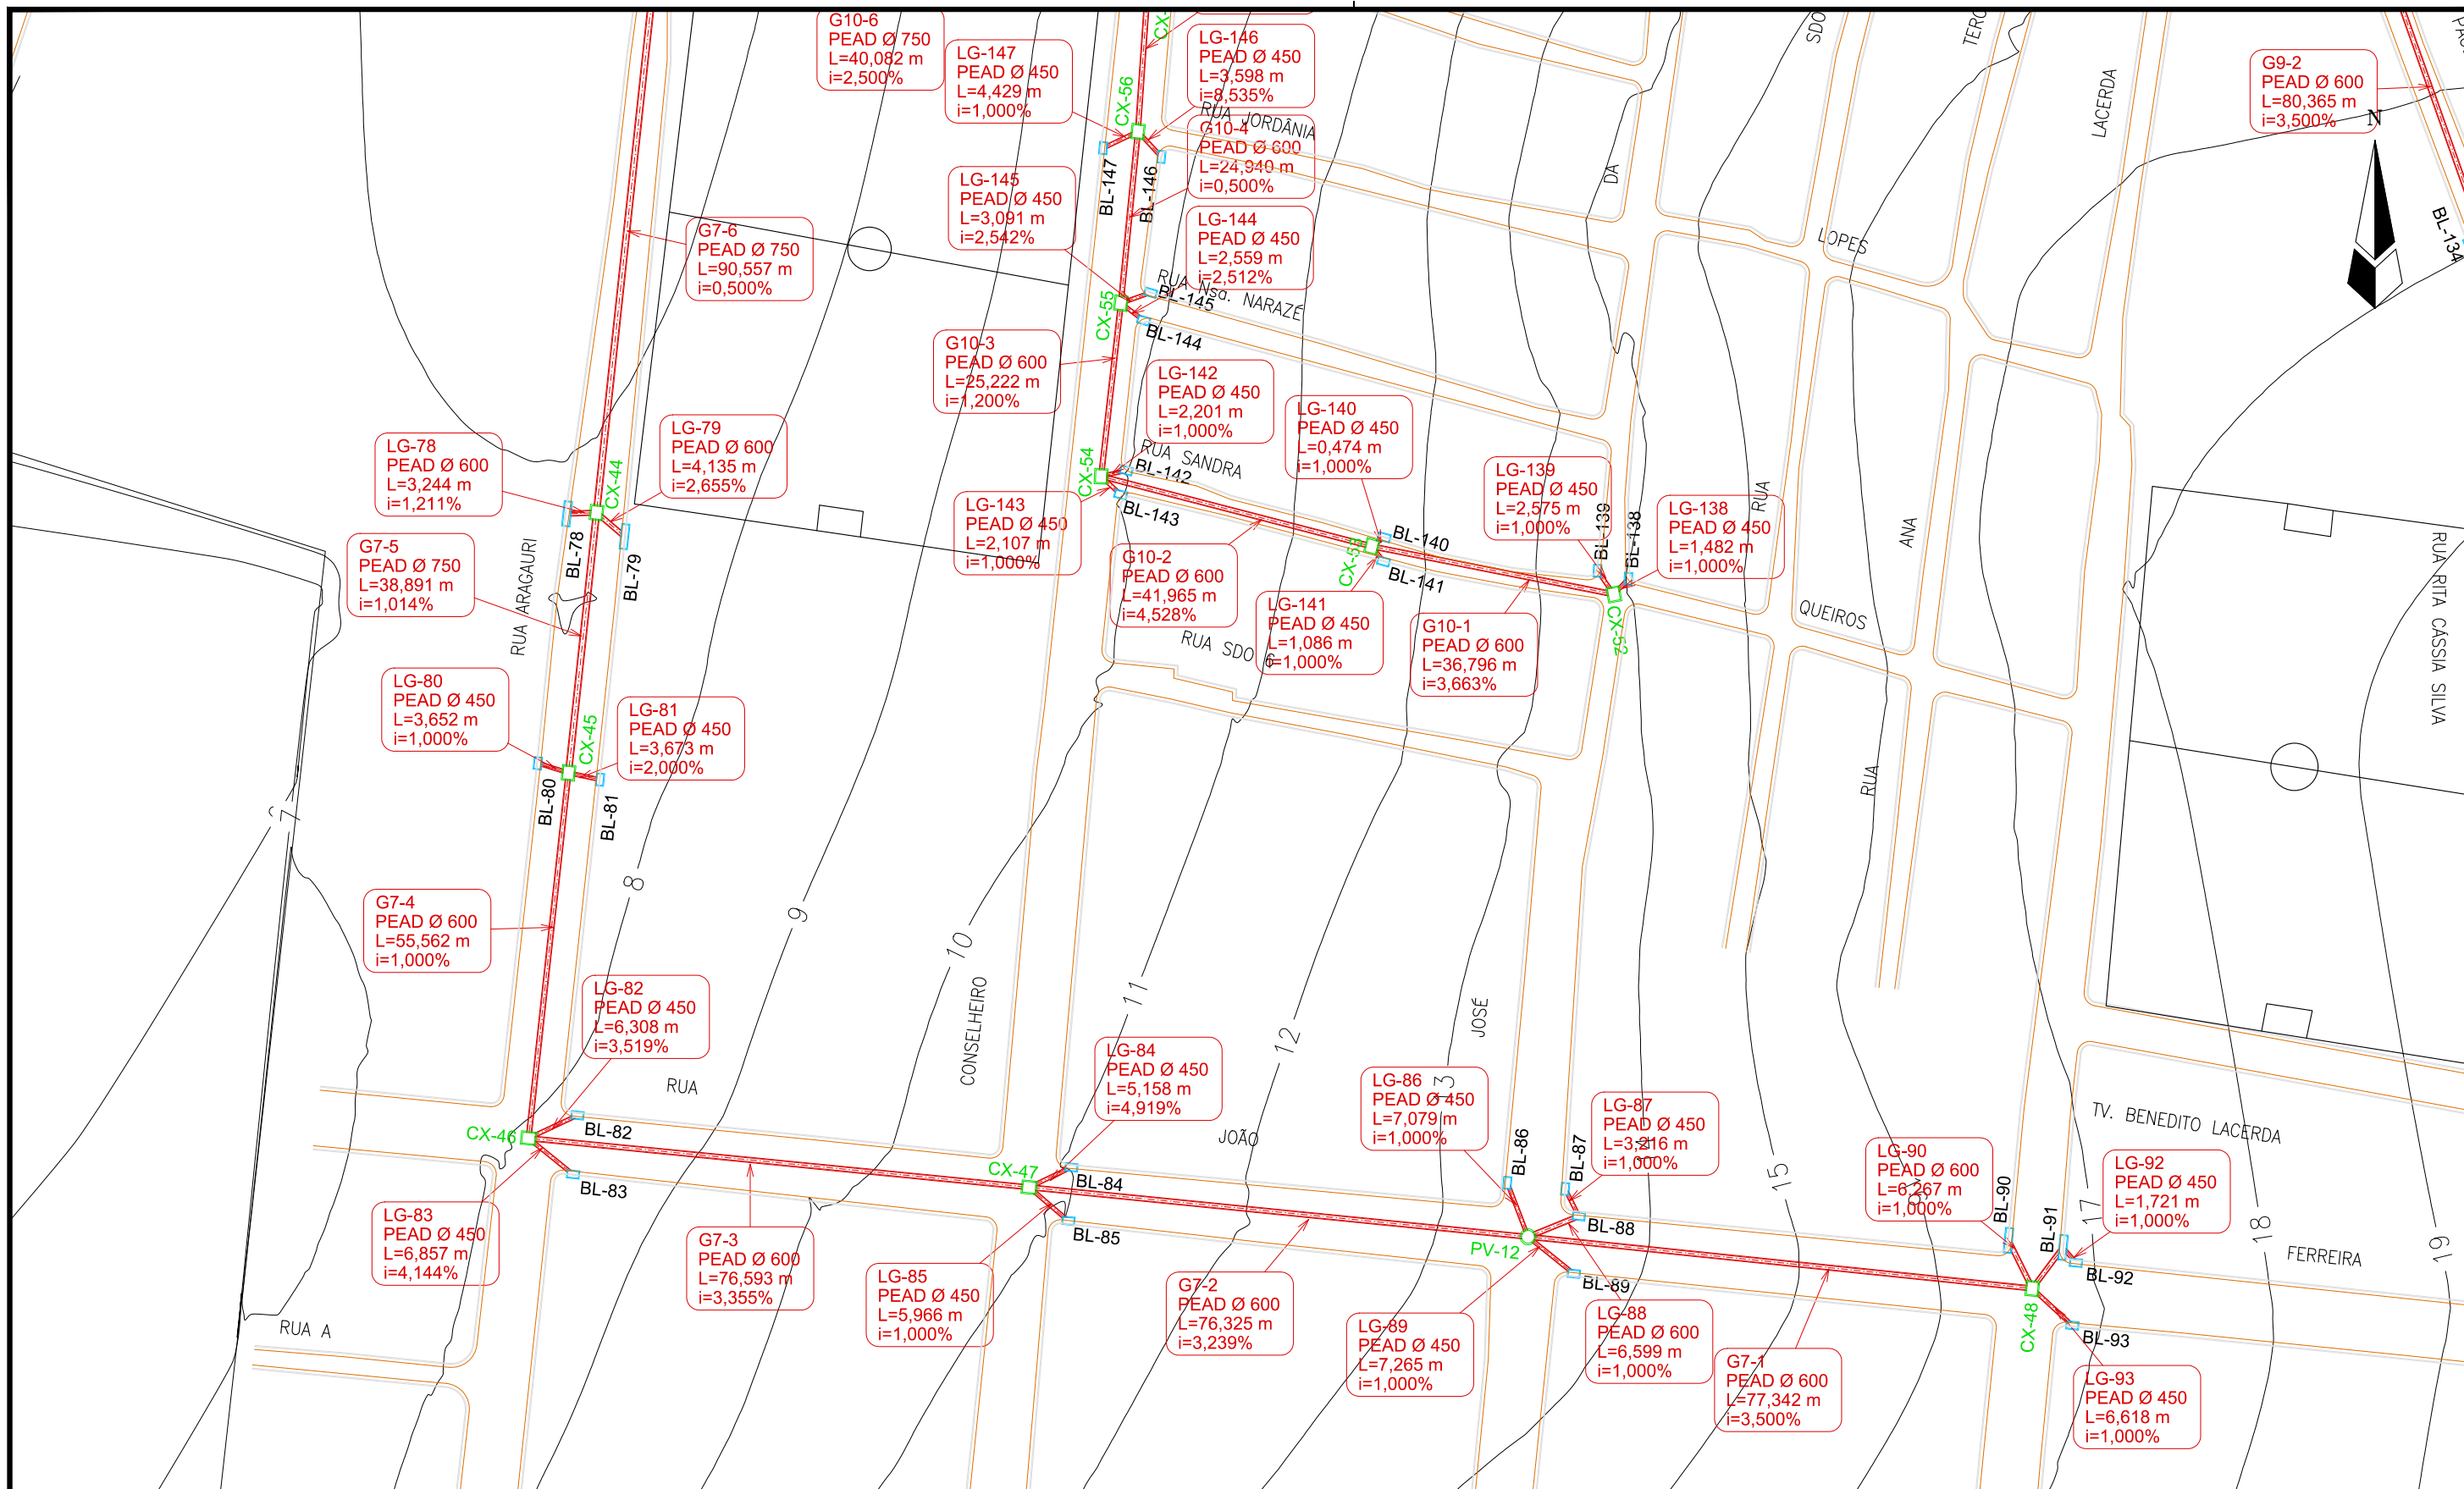 G10-6
PEAD Ø 750
L=40,082 m
i=2,500%
LG-147
PEAD Ø 450
L=4,429 m
i=1,000%
CX-56
LG-146
PEAD Ø 450
L=3,598 m
i=8,535%
RUA JORDÂNIA
G10-4
PEAD Ø 600
L=24,940 m
i=0,500%
BL-147
BL-146
SDO
DA
LACERDA
G9-2
PEAD Ø 600
L=80,365 m
i=3,500%
N
BL-134
LG-145
PEAD Ø 450
L=3,091 m
i=2,542%
LG-144
PEAD Ø 450
L=2,559 m
i=2,512%
LOPES
G7-6
PEAD Ø 750
L=90,557 m
i=0,500%
RUA Nsa. NARAZÉ
BL-145
BL-144
CX-55
G10-3
PEAD Ø 600
L=25,222 m
i=1,200%
LG-142
PEAD Ø 450
L=2,201 m
i=1,000%
LG-140
PEAD Ø 450
L=0,474 m
i=1,000%
LG-78
PEAD Ø 600
L=3,244 m
i=1,211%
LG-79
PEAD Ø 600
L=4,135 m
i=2,655%
CX-44
CX-54
RUA SANDRA
BL-142
BL-143
LG-143
PEAD Ø 450
L=2,107 m
i=1,000%
LG-139
PEAD Ø 450
L=2,575 m
i=1,000%
BL-139
BL-138
LG-138
PEAD Ø 450
L=1,482 m
i=1,000%
RUA
ANA
RUA RITA CÁSSIA SILVA
G7-5
PEAD Ø 750
L=38,891 m
i=1,014%
RUA ARAGAURI
BL-78
BL-79
G10-2
PEAD Ø 600
L=41,965 m
i=4,528%
CX-53
BL-140
BL-141
LG-141
PEAD Ø 450
L=1,086 m
i=1,000%
G10-1
PEAD Ø 600
L=36,796 m
i=3,663%
CX-52
QUEIROS
RUA SDO 6
LG-80
PEAD Ø 450
L=3,652 m
i=1,000%
LG-81
PEAD Ø 450
L=3,673 m
i=2,000%
CX-45
BL-80
BL-81
RUA
7
8
9
10
11
12
13
15
17
18
19
G7-4
PEAD Ø 600
L=55,562 m
i=1,000%
LG-82
PEAD Ø 450
L=6,308 m
i=3,519%
CONSELHEIRO
JOSÉ
LG-84
PEAD Ø 450
L=5,158 m
i=4,919%
LG-86
PEAD Ø 450
L=7,079 m
i=1,000%
LG-87
PEAD Ø 450
L=3,216 m
i=1,000%
RUA
JOÃO
TV. BENEDITO LACERDA
FERREIRA
CX-46
BL-82
BL-83
CX-47
BL-84
BL-85
BL-86
BL-87
BL-88
BL-89
PV-12
LG-90
PEAD Ø 600
L=6,267 m
i=1,000%
BL-90
BL-91
LG-92
PEAD Ø 450
L=1,721 m
i=1,000%
BL-92
BL-93
CX-48
LG-83
PEAD Ø 450
L=6,857 m
i=4,144%
G7-3
PEAD Ø 600
L=76,593 m
i=3,355%
LG-85
PEAD Ø 450
L=5,966 m
i=1,000%
G7-2
PEAD Ø 600
L=76,325 m
i=3,239%
LG-89
PEAD Ø 450
L=7,265 m
i=1,000%
LG-88
PEAD Ø 600
L=6,599 m
i=1,000%
G7-1
PEAD Ø 600
L=77,342 m
i=3,500%
LG-93
PEAD Ø 450
L=6,618 m
i=1,000%
RUA A